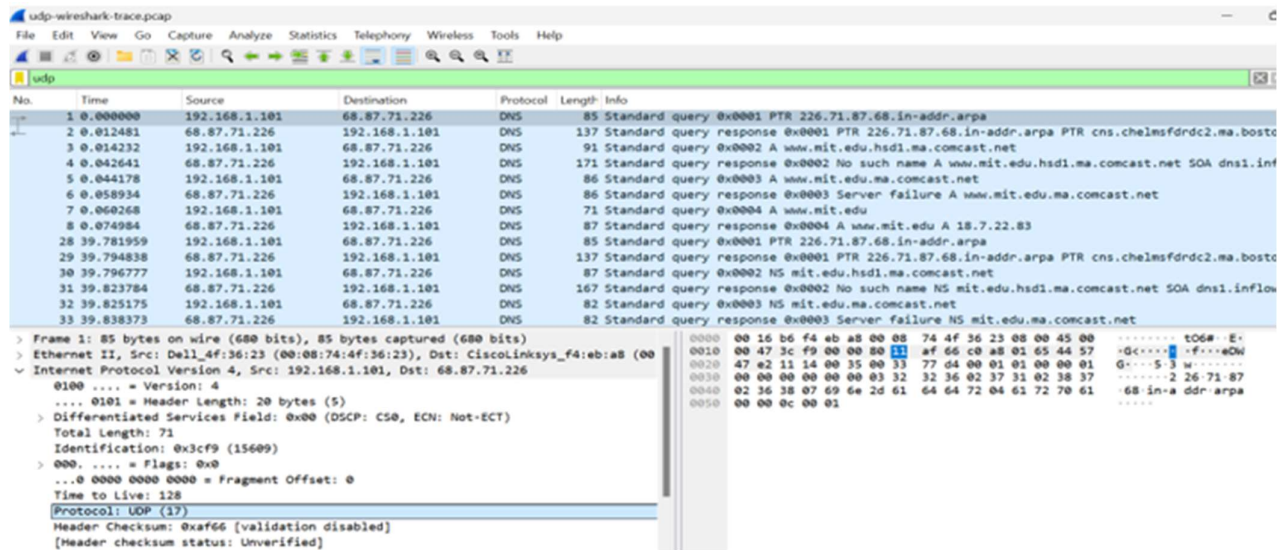 udp-wireshark-trace.pcap
File Edit View Go Capture Analyze Statistics Telephony Wireless Tools Help
udp
No. Time Source Destination Protocol Length Info
1 0.000000 192.168.1.101 68.87.71.226 DNS 85 Standard query 0x0001 PTR 226.71.87.68.in-addr.arpa
2 0.012481 68.87.71.226 192.168.1.101 DNS 137 Standard query response 0x0001 PTR 226.71.87.68.in-addr.arpa PTR cns.chelmsfdrdc2.ma.bosto
3 0.014232 192.168.1.101 68.87.71.226 DNS 91 Standard query 0x0002 A www.mit.edu.hsd1.ma.comcast.net
4 0.042641 68.87.71.226 192.168.1.101 DNS 171 Standard query response 0x0002 No such name A www.mit.edu.hsd1.ma.comcast.net SOA dns1.inf
5 0.044178 192.168.1.101 68.87.71.226 DNS 86 Standard query 0x0003 A www.mit.edu.ma.comcast.net
6 0.058934 68.87.71.226 192.168.1.101 DNS 86 Standard query response 0x0003 Server failure A www.mit.edu.ma.comcast.net
7 0.060268 192.168.1.101 68.87.71.226 DNS 71 Standard query 0x0004 A www.mit.edu
8 0.074984 68.87.71.226 192.168.1.101 DNS 87 Standard query response 0x0004 A www.mit.edu A 18.7.22.83
28 39.781959 192.168.1.101 68.87.71.226 DNS 85 Standard query 0x0001 PTR 226.71.87.68.in-addr.arpa
29 39.794838 68.87.71.226 192.168.1.101 DNS 137 Standard query response 0x0001 PTR 226.71.87.68.in-addr.arpa PTR cns.chelmsfdrdc2.ma.bosto
30 39.796777 192.168.1.101 68.87.71.226 DNS 87 Standard query 0x0002 NS mit.edu.hsd1.ma.comcast.net
31 39.823784 68.87.71.226 192.168.1.101 DNS 167 Standard query response 0x0002 No such name NS mit.edu.hsd1.ma.comcast.net SOA dns1.inflow
32 39.825175 192.168.1.101 68.87.71.226 DNS 82 Standard query 0x0003 NS mit.edu.ma.comcast.net
33 39.838373 68.87.71.226 192.168.1.101 DNS 82 Standard query response 0x0003 Server failure NS mit.edu.ma.comcast.net
Frame 1: 85 bytes on wire (680 bits), 85 bytes captured (680 bits)
Ethernet II, Src: Dell_4f:36:23 (00:08:74:4f:36:23), Dst: CiscoLinksys_f4:eb:a8 (00
Internet Protocol Version 4, Src: 192.168.1.101, Dst: 68.87.71.226
0100 .... = Version: 4
.... 0101 = Header Length: 20 bytes (5)
Differentiated Services Field: 0x00 (DSCP: CS0, ECN: Not-ECT)
Total Length: 71
Identification: 0x3cf9 (15609)
000. .... = Flags: 0x0
...0 0000 0000 0000 = Fragment Offset: 0
Time to Live: 128
Protocol: UDP (17)
Header Checksum: 0xaf66 [validation disabled]
[Header checksum status: Unverified]
0000 00 16 b6 f4 eb a8 00 08 74 4f 36 23 08 00 45 00 tO6#··E·
0010 00 47 3c f9 00 00 80 11 af 66 c0 a8 01 65 44 57 ·G<····· ·f···eDW
0020 47 e2 11 14 00 35 00 33 77 d4 00 01 01 00 00 01 G····5·3 w·······
0030 00 00 00 00 00 00 03 32 32 36 02 37 31 02 38 37 ·······2 26·71·87
0040 02 36 38 07 69 6e 2d 61 64 64 72 04 61 72 70 61 ·68·in-a ddr·arpa
0050 00 00 0c 00 01 ·····